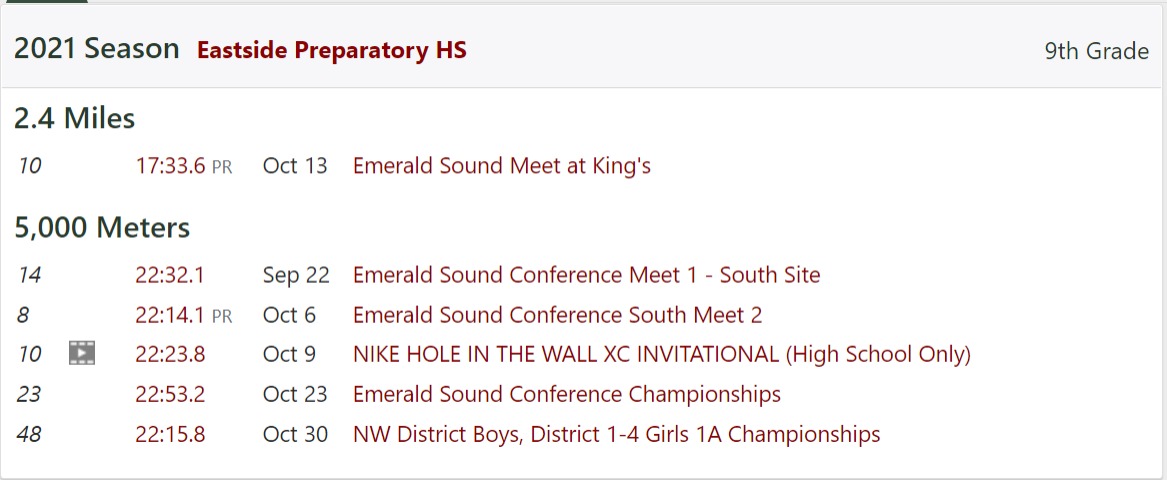 2021 Season Eastside Preparatory HS 9th Grade
2.4 Miles
10 17:33.6 PR Oct 13 Emerald Sound Meet at King's
5,000 Meters
14 22:32.1 Sep 22 Emerald Sound Conference Meet 1 - South Site
8 22:14.1 PR Oct 6 Emerald Sound Conference South Meet 2
10 22:23.8 Oct 9 NIKE HOLE IN THE WALL XC INVITATIONAL (High School Only)
23 22:53.2 Oct 23 Emerald Sound Conference Championships
48 22:15.8 Oct 30 NW District Boys, District 1-4 Girls 1A Championships